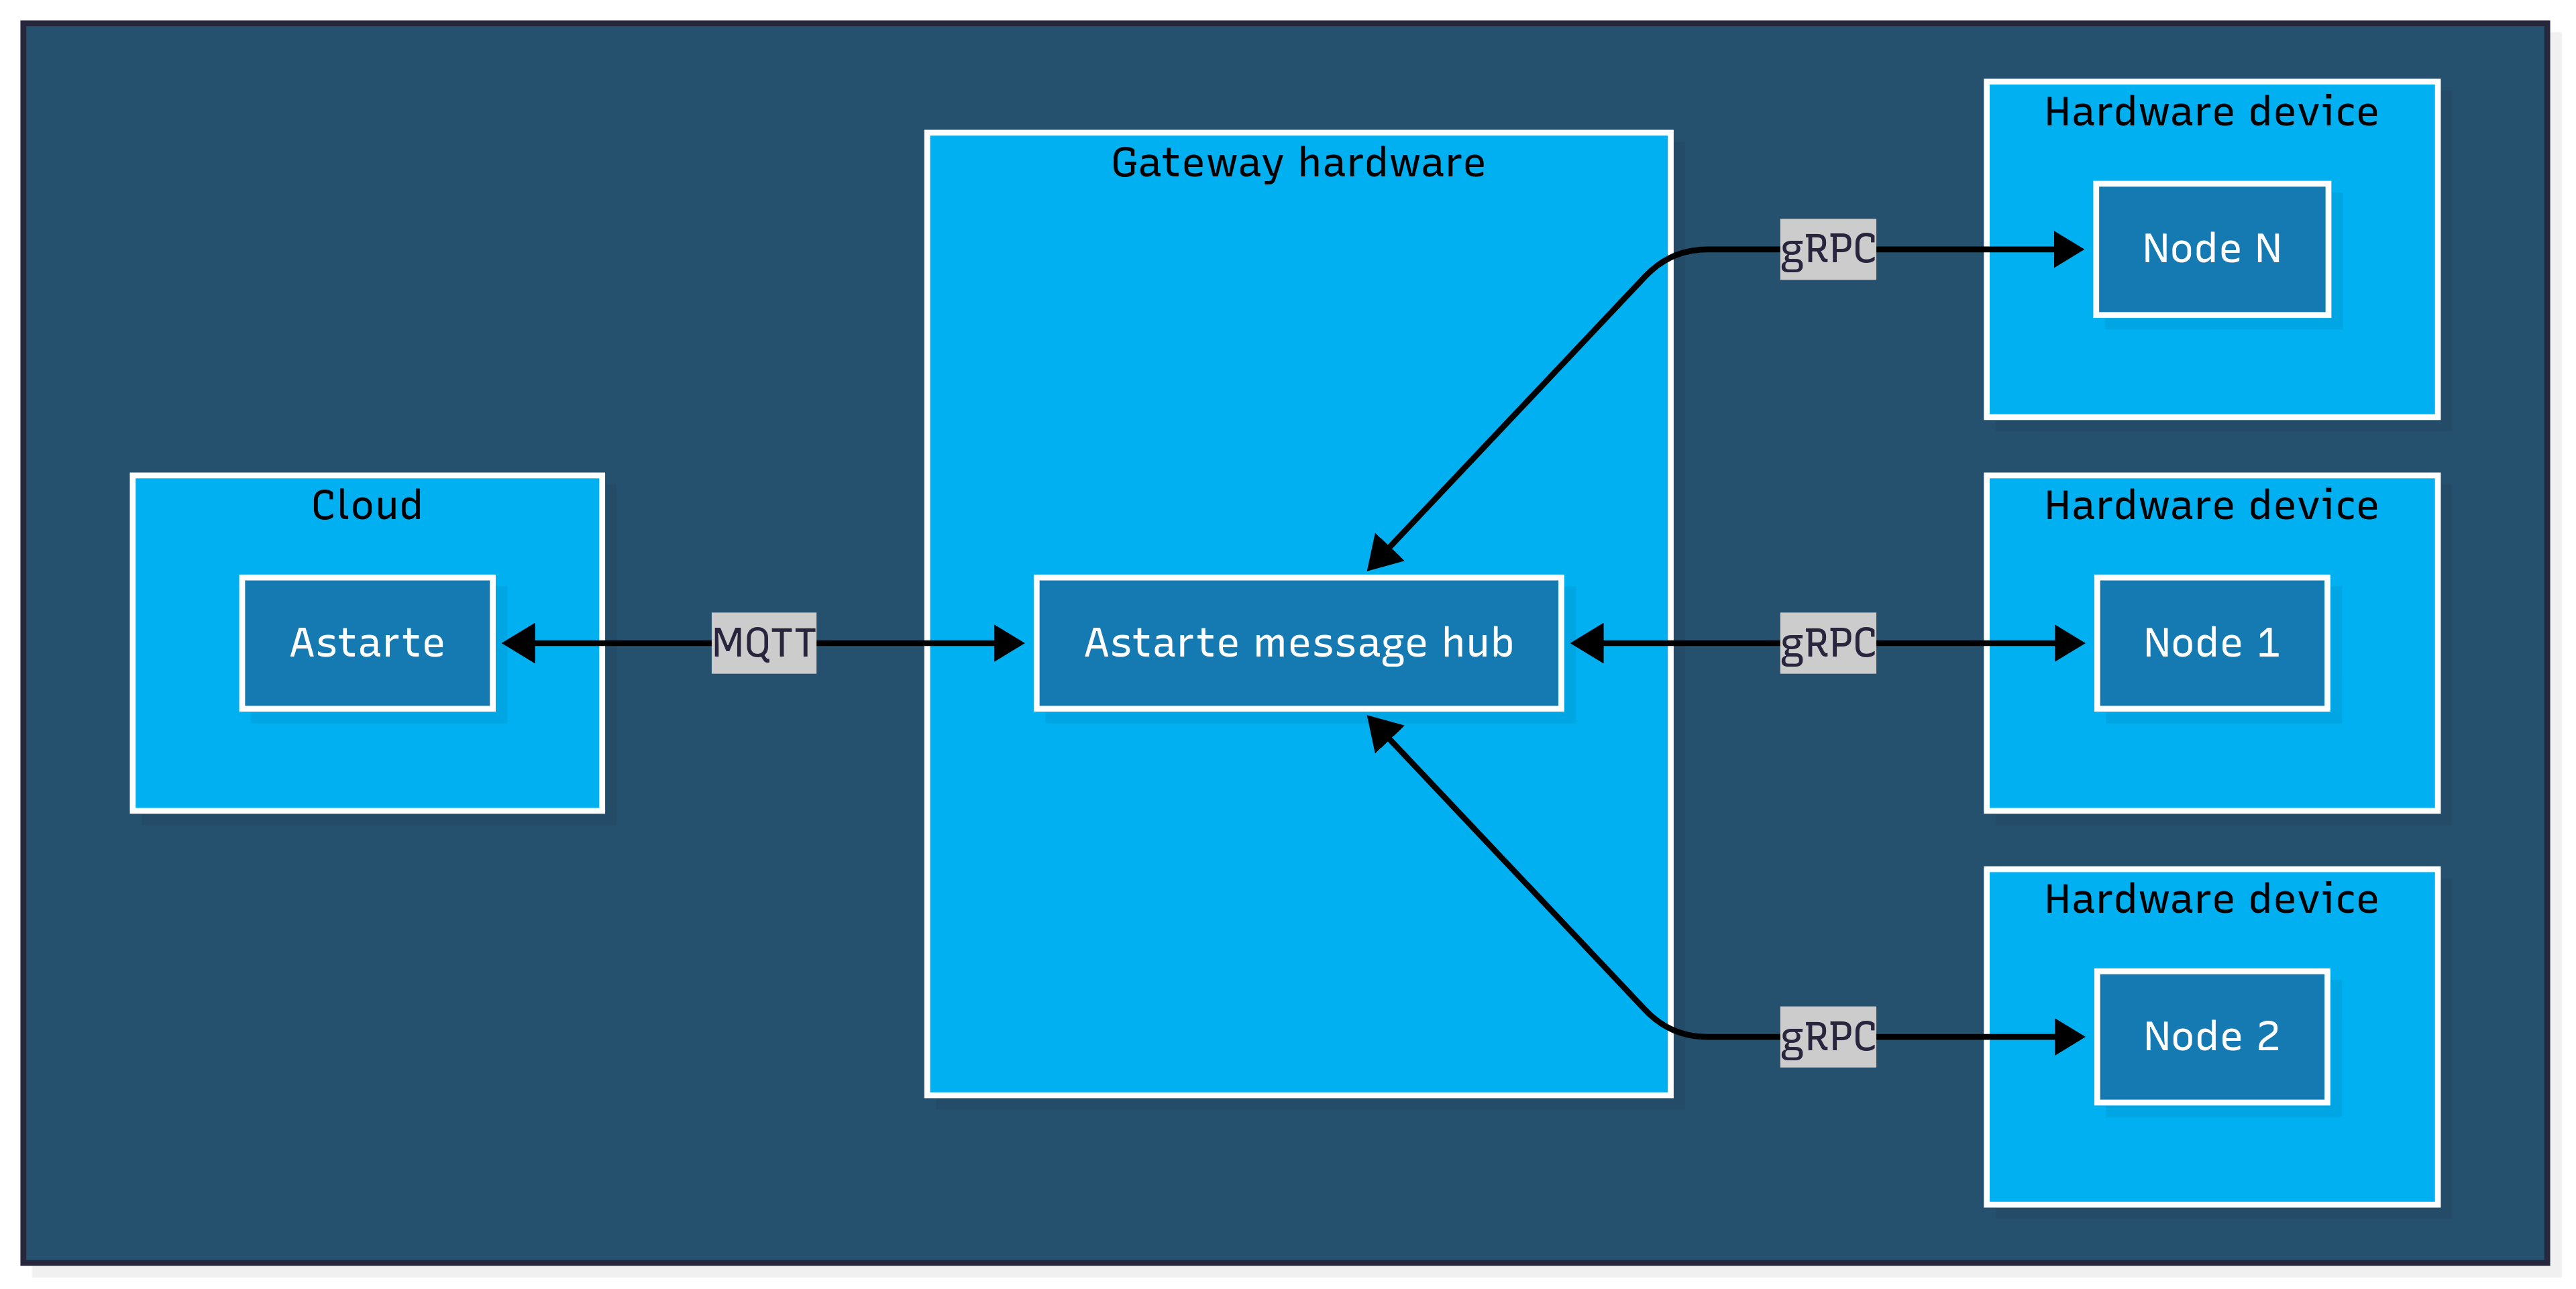 Hardware device
Gateway hardware
gRPC
Node N
Cloud
Hardware device
Astarte
MQTT
Astarte message hub
gRPC
Node 1
Hardware device
gRPC
Node 2